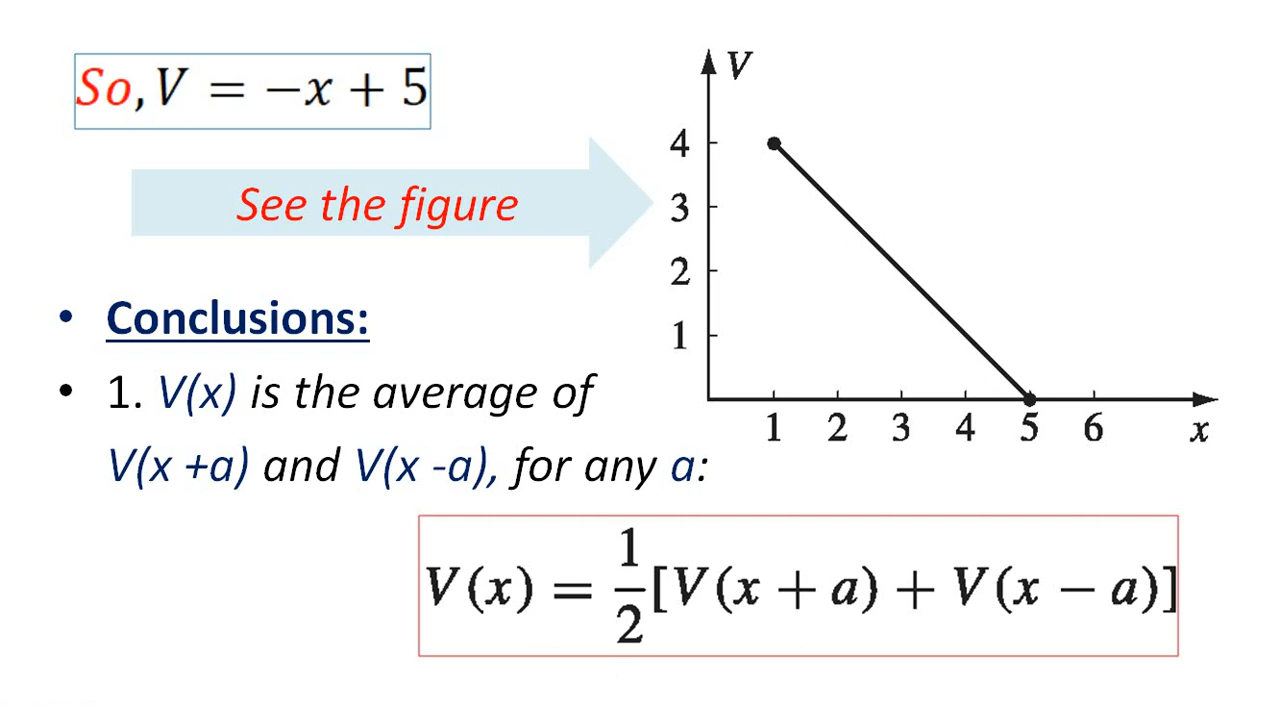 So, V = −x + 5
See the figure
• Conclusions:
• 1. V(x) is the average of
V(x +a) and V(x -a), for any a:
V(x) = 1/2 [V(x + a) + V(x − a)]
V
4
3
2
1
1 2 3 4 5 6 x